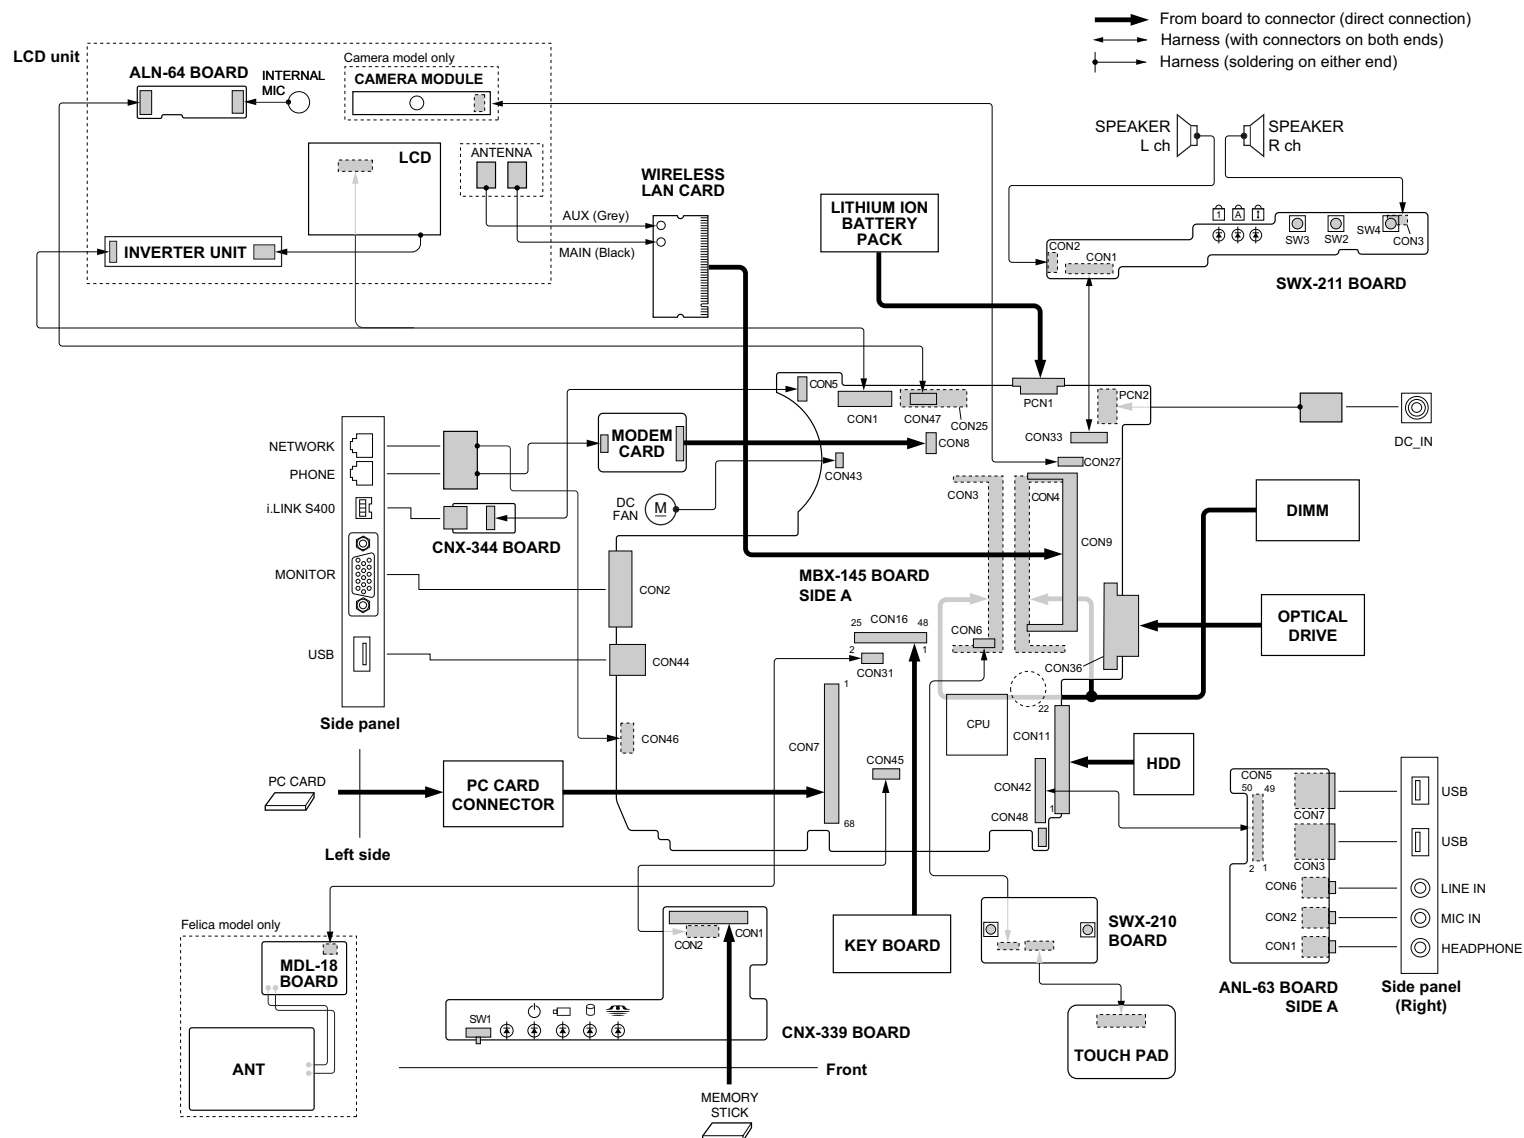 From board to connector (direct connection)
Harness (with connectors on both ends)
Harness (soldering on either end)
LCD unit
ALN-64 BOARD
INTERNAL
MIC
Camera model only
CAMERA MODULE
LCD
ANTENNA
INVERTER UNIT
AUX (Grey)
MAIN (Black)
WIRELESS
LAN CARD
LITHIUM ION
BATTERY
PACK
SPEAKER
L ch
SPEAKER
R ch
1
A
CON2
CON1
SW3
SW2
SW4
CON3
SWX-211 BOARD
CON5
CON1
CON47
CON25
PCN1
PCN2
DC_IN
CON33
CON8
CON27
CON43
NETWORK
PHONE
i.LINK S400
MONITOR
USB
Side panel
MODEM
CARD
DC
FAN
M
CNX-344 BOARD
CON3
CON4
CON9
DIMM
MBX-145 BOARD
SIDE A
CON2
CON44
CON46
25
CON16
48
2
1
CON31
CON6
CON36
OPTICAL
DRIVE
CPU
22
CON11
1
CON7
68
CON45
CON42
CON48
1
HDD
PC CARD
PC CARD
CONNECTOR
Left side
CON5
50
49
2
1
CON7
CON3
CON6
CON2
CON1
USB
USB
LINE IN
MIC IN
HEADPHONE
ANL-63 BOARD
SIDE A
Side panel
(Right)
Felica model only
MDL-18
BOARD
ANT
CON1
CON2
SW1
CNX-339 BOARD
KEY BOARD
SWX-210
BOARD
TOUCH PAD
Front
MEMORY
STICK